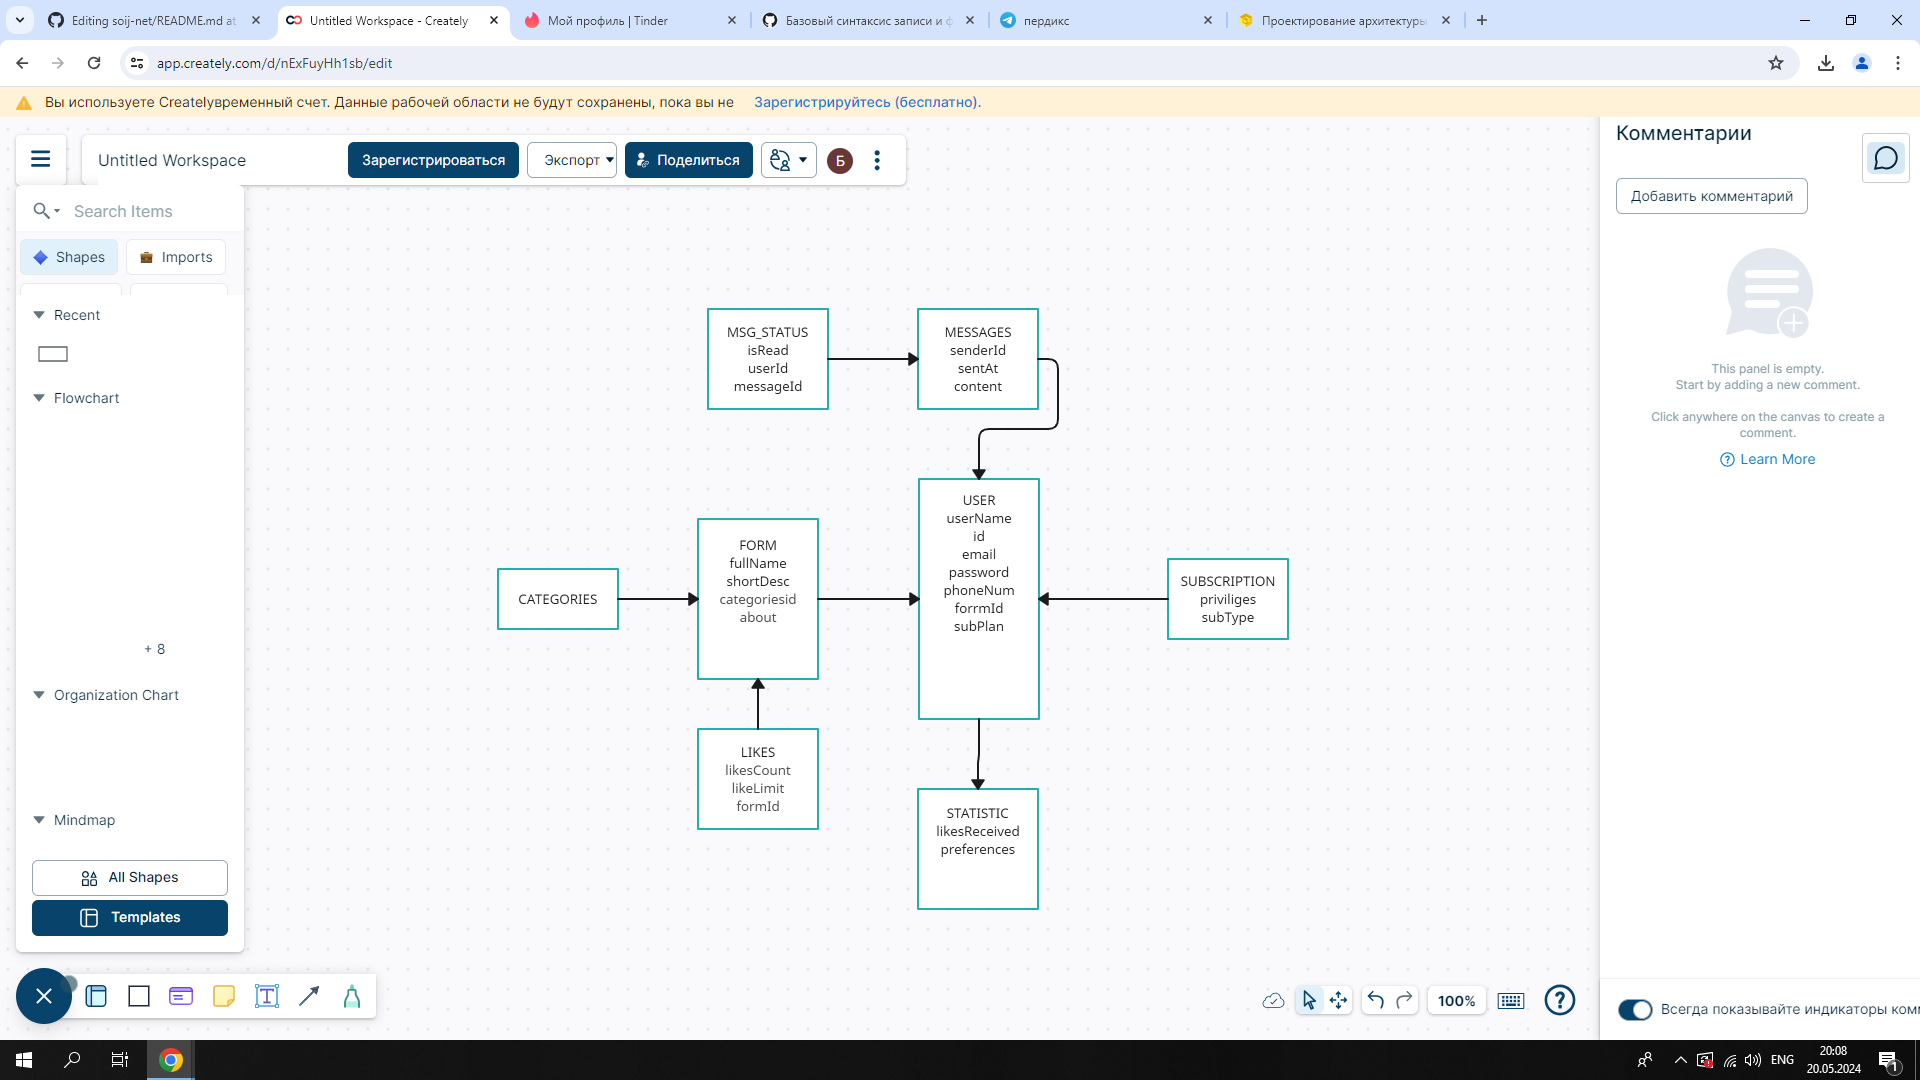 Editing soij-net/README.md at
Untitled Workspace - Creately
Мой профиль | Tinder
Базовый синтаксис записи и ф
пердикс
Проектирование архитектуры
app.creately.com/d/nExFuyHh1sb/edit
Вы используете Createlyвременный счет. Данные рабочей области не будут сохранены, пока вы не Зарегистрируйтесь (бесплатно).
Untitled Workspace
Зарегистрироваться
Экспорт
Поделиться
Б
Search Items
Shapes
Imports
Recent
Flowchart
+ 8
Organization Chart
Mindmap
All Shapes
Templates
MSG_STATUS
isRead
userId
messageId
MESSAGES
senderId
sentAt
content
USER
userName
id
email
password
phoneNum
forrmId
subPlan
FORM
fullName
shortDesc
categoriesid
about
CATEGORIES
SUBSCRIPTION
priviliges
subType
LIKES
likesCount
likeLimit
formId
STATISTIC
likesReceived
preferences
Комментарии
Добавить комментарий
This panel is empty.
Start by adding a new comment.
Click anywhere on the canvas to create a
comment.
Learn More
100%
Всегда показывайте индикаторы ком
ENG
20:08
20.05.2024
1